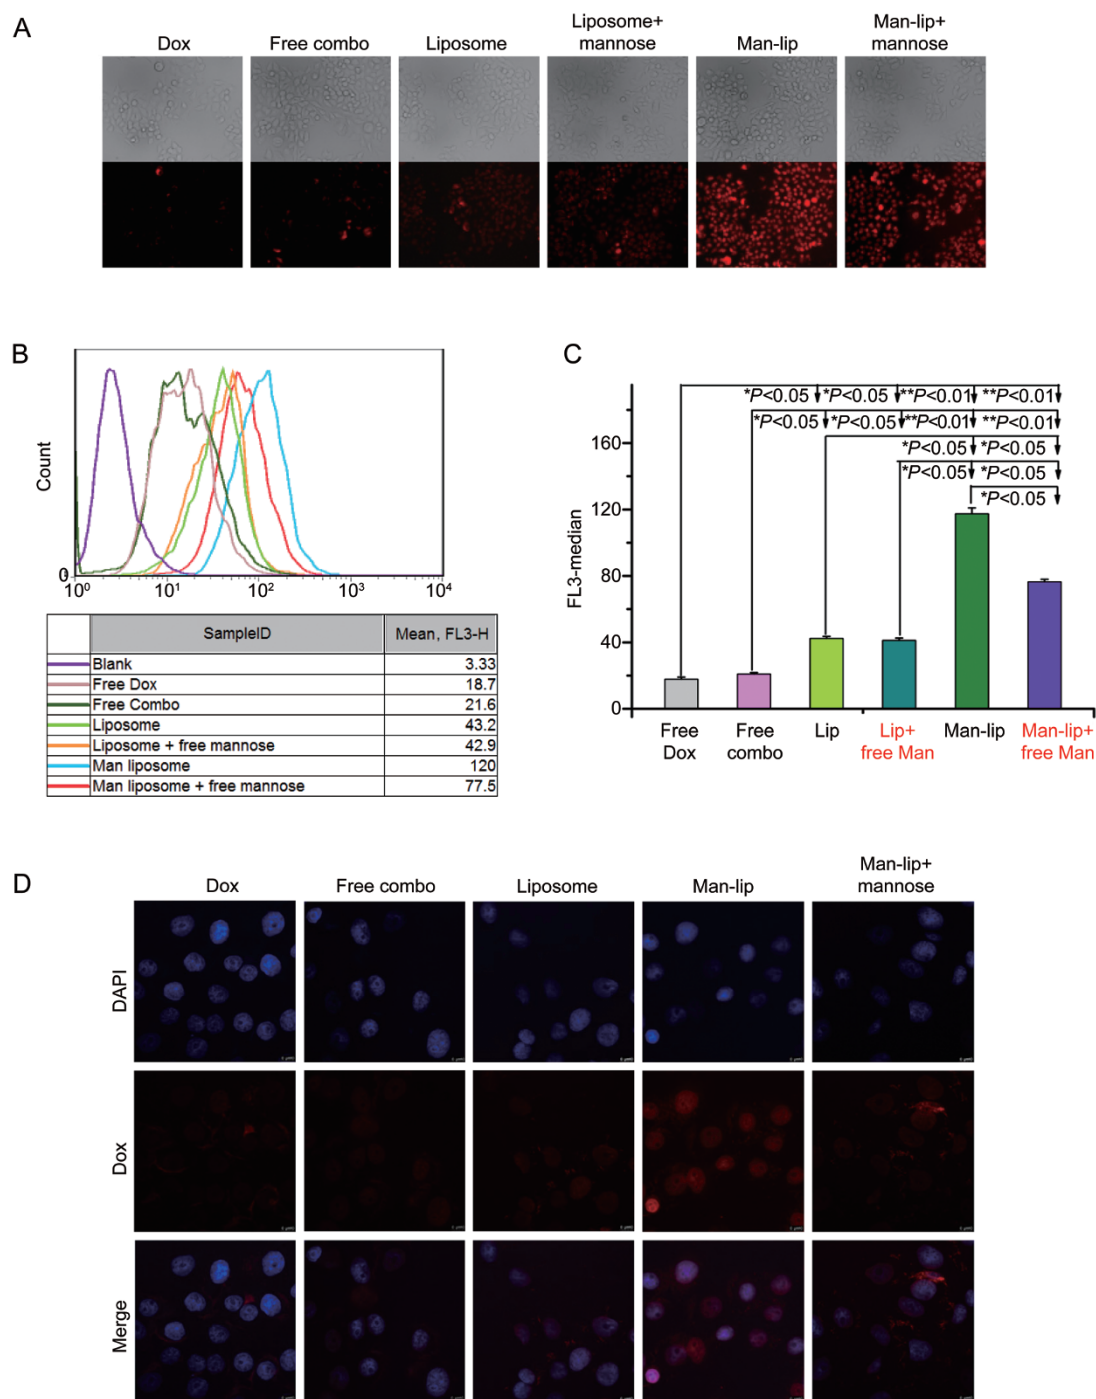 A
Dox
Free combo
Liposome
Liposome+
mannose
Man-lip
Man-lip+
mannose
B
Count
0
10⁰
10¹
10²
10³
10⁴
SampleID
Mean, FL3-H
Blank
3.33
Free Dox
18.7
Free Combo
21.6
Liposome
43.2
Liposome + free mannose
42.9
Man liposome
120
Man liposome + free mannose
77.5
C
FL3-median
160
120
80
40
0
*P<0.05
*P<0.05
**P<0.01
**P<0.01
*P<0.05
*P<0.05
**P<0.01
**P<0.01
*P<0.05
*P<0.05
*P<0.05
*P<0.05
*P<0.05
Free
Dox
Free
combo
Lip
Lip+
free Man
Man-lip
Man-lip+
free Man
D
Dox
Free combo
Liposome
Man-lip
Man-lip+
mannose
DAPI
Dox
Merge